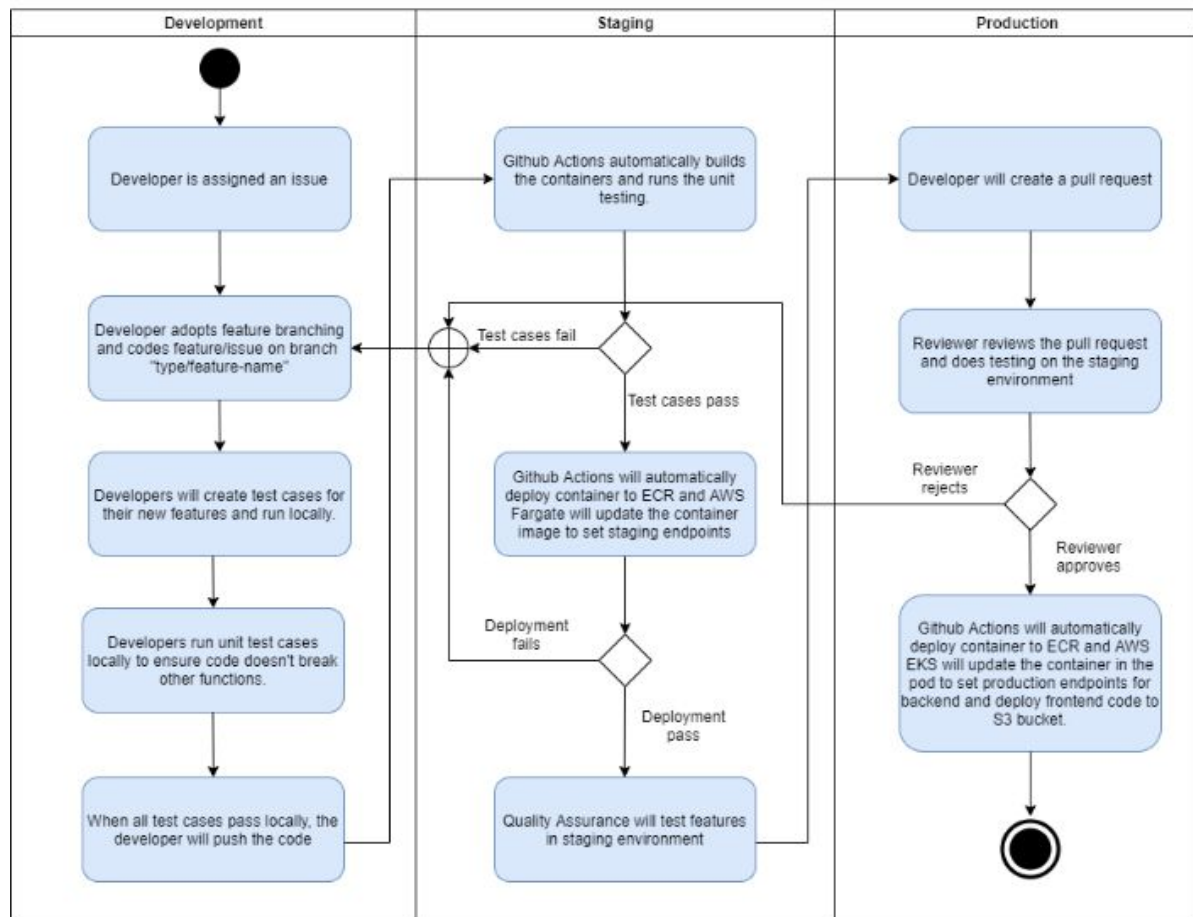 Development
Staging
Production
Developer is assigned an issue
Developer adopts feature branching
and codes feature/issue on branch
"type/feature-name"
Developers will create test cases for
their new features and run locally.
Developers run unit test cases
locally to ensure code doesn't break
other functions.
When all test cases pass locally, the
developer will push the code
Github Actions automatically builds
the containers and runs the unit
testing.
Test cases fail
Test cases pass
Github Actions will automatically
deploy container to ECR and AWS
Fargate will update the container
image to set staging endpoints
Deployment
fails
Deployment
pass
Quality Assurance will test features
in staging environment
Developer will create a pull request
Reviewer reviews the pull request
and does testing on the staging
environment
Reviewer
rejects
Reviewer
approves
Github Actions will automatically
deploy container to ECR and AWS
EKS will update the container in the
pod to set production endpoints for
backend and deploy frontend code to
S3 bucket.